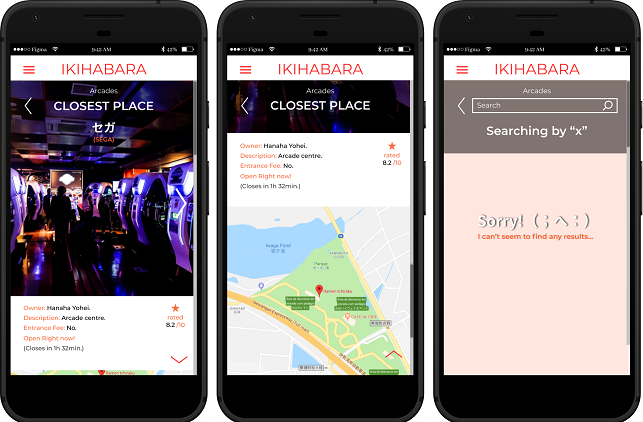 Figma
9:42 AM
42%
IKIHABARA
Arcades
CLOSEST PLACE
セガ
(SEGA)
Owner: Hanaha Yohei.
Description: Arcade centre.
Entrance Fee: No.
Open Right now!
(Closes in 1h 32min.)
rated
8.2 /10
Ramen Ichiraku
Figma
9:42 AM
42%
IKIHABARA
Arcades
CLOSEST PLACE
Owner: Hanaha Yohei.
Description: Arcade centre.
Entrance Fee: No.
Open Right now!
(Closes in 1h 32min.)
rated
8.2 /10
Iwaga Pond
Parque
Ramen Ichiraku
Figma
9:42 AM
42%
IKIHABARA
Arcades
Search
Searching by “x”
Sorry! ( ; へ ; )
I can't seem to find any results...